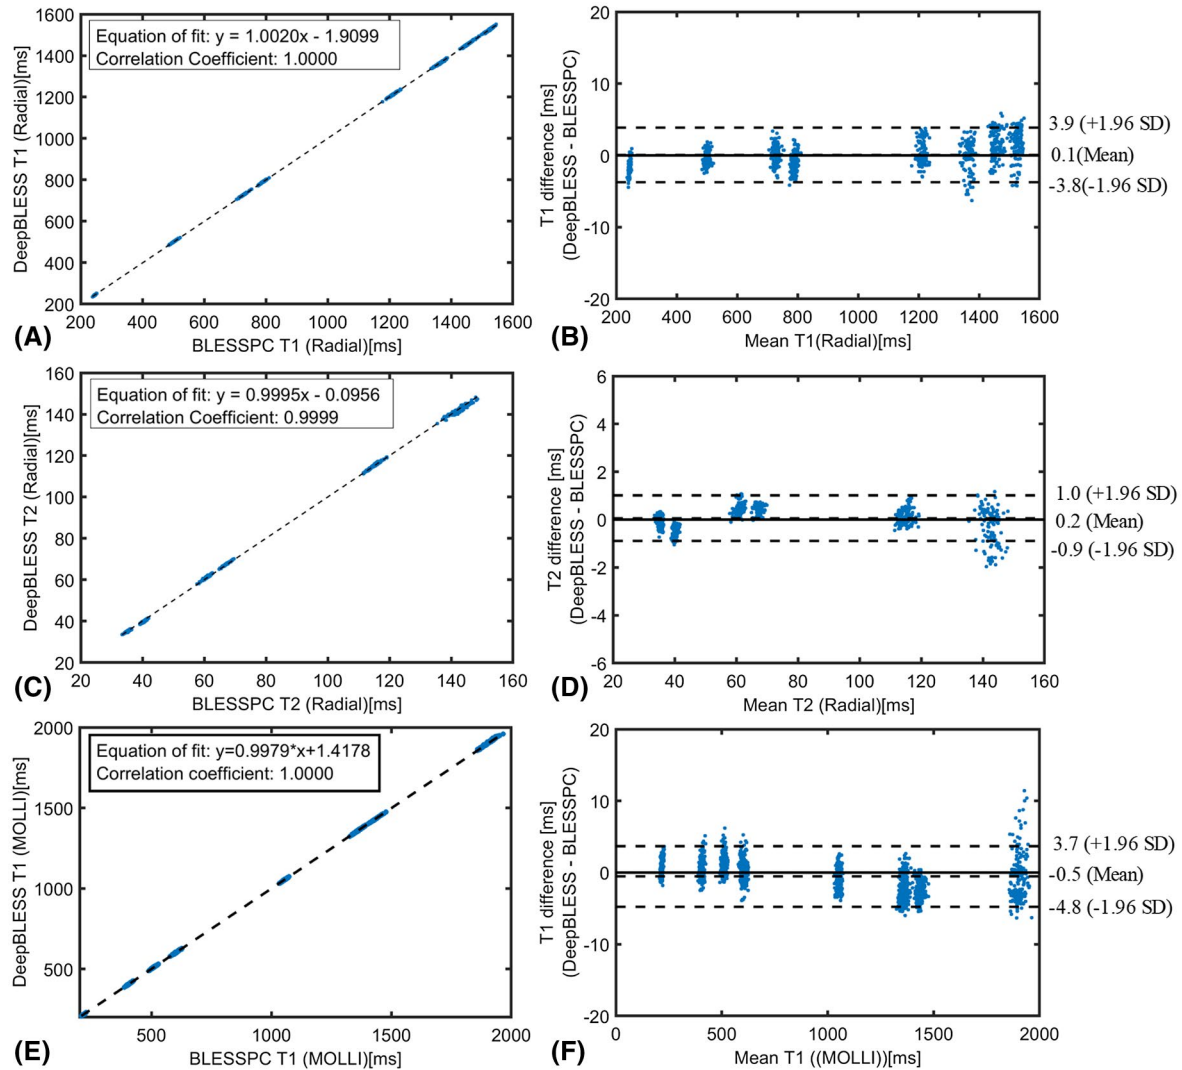 1600
1400
1200
1000
800
600
400
200
200 400 600 800 1000 1200 1400 1600
DeepBLESS T1 (Radial)[ms]
Equation of fit: y = 1.0020x - 1.9099
Correlation Coefficient: 1.0000
BLESSPC T1 (Radial)[ms]
(A)
20
10
0
-10
-20
200 400 600 800 1000 1200 1400 1600
T1 difference [ms]
(DeepBLESS - BLESSPC)
3.9 (+1.96 SD)
0.1(Mean)
-3.8(-1.96 SD)
Mean T1(Radial)[ms]
(B)
160
140
120
100
80
60
40
20
20 40 60 80 100 120 140 160
DeepBLESS T2 (Radial)[ms]
Equation of fit: y = 0.9995x - 0.0956
Correlation Coefficient: 0.9999
BLESSPC T2 (Radial)[ms]
(C)
6
4
2
0
-2
-4
-6
20 40 60 80 100 120 140 160
T2 difference [ms]
(DeepBLESS - BLESSPC)
1.0 (+1.96 SD)
0.2 (Mean)
-0.9 (-1.96 SD)
Mean T2 (Radial)[ms]
(D)
2000
1500
1000
500
500 1000 1500 2000
DeepBLESS T1 (MOLLI)[ms]
Equation of fit: y=0.9979*x+1.4178
Correlation coefficient: 1.0000
BLESSPC T1 (MOLLI)[ms]
(E)
20
10
0
-10
-20
0 500 1000 1500 2000
T1 difference [ms]
(DeepBLESS - BLESSPC)
3.7 (+1.96 SD)
-0.5 (Mean)
-4.8 (-1.96 SD)
Mean T1 ((MOLLI))[ms]
(F)